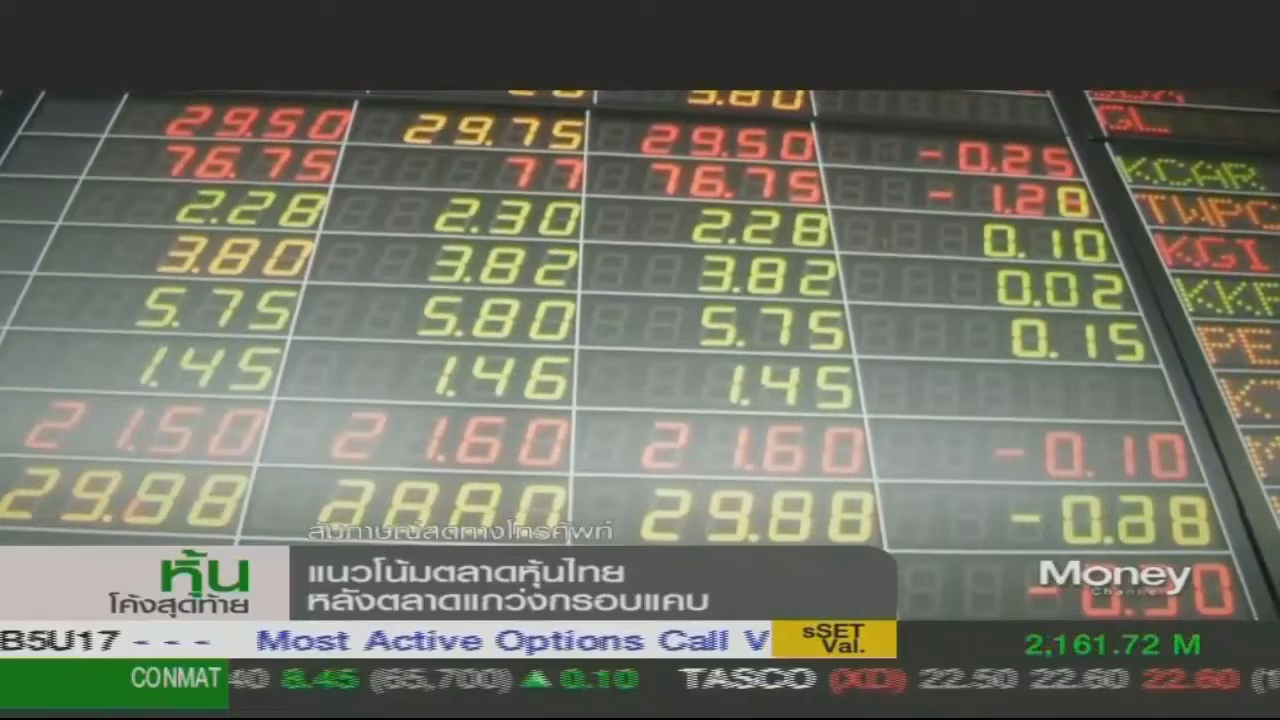 29.50 29.75 29.50 -0.25
76.75 77 76.75 -1.28 KCAR
2.28 2.30 2.28 0.10
3.80 3.82 3.82 0.02 KGI
5.75 5.80 5.75 0.15
1.45 1.46 1.45
21.50 21.60 21.60 -0.10
29.88 29.88
สัมภาษณ์สดทางโทรศัพท์
หุ้น
โค้งสุดท้าย
แนวโน้มตลาดหุ้นไทย
หลังตลาดแกว่งกรอบแคบ
Money
Channel
B5U17 - - - Most Active Options Call V
sSET
Val.
2,161.72 M
CONMAT
8.45 (65,700) ▲ 0.10 TASCO (XD) 22.50 22.60 22.60